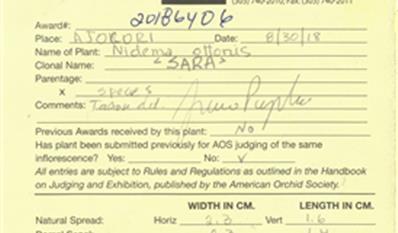 (305) 740-2010, Fax: (305) 740-2011
Award#: 20186406
Place: AJOBORI Date: 8/30/18
Name of Plant: Nidema ottonis
Clonal Name: "SARA"
Parentage:
x species
Comments:
Previous Awards received by this plant: No
Has plant been submitted previously for AOS judging of the same
inflorescence? Yes: No: √
All entries are subject to Rules and Regulations as outlined in the Handbook
on Judging and Exhibition, published by the American Orchid Society.
WIDTH IN CM. LENGTH IN CM.
Natural Spread: Horiz 2.3 Vert 1.6